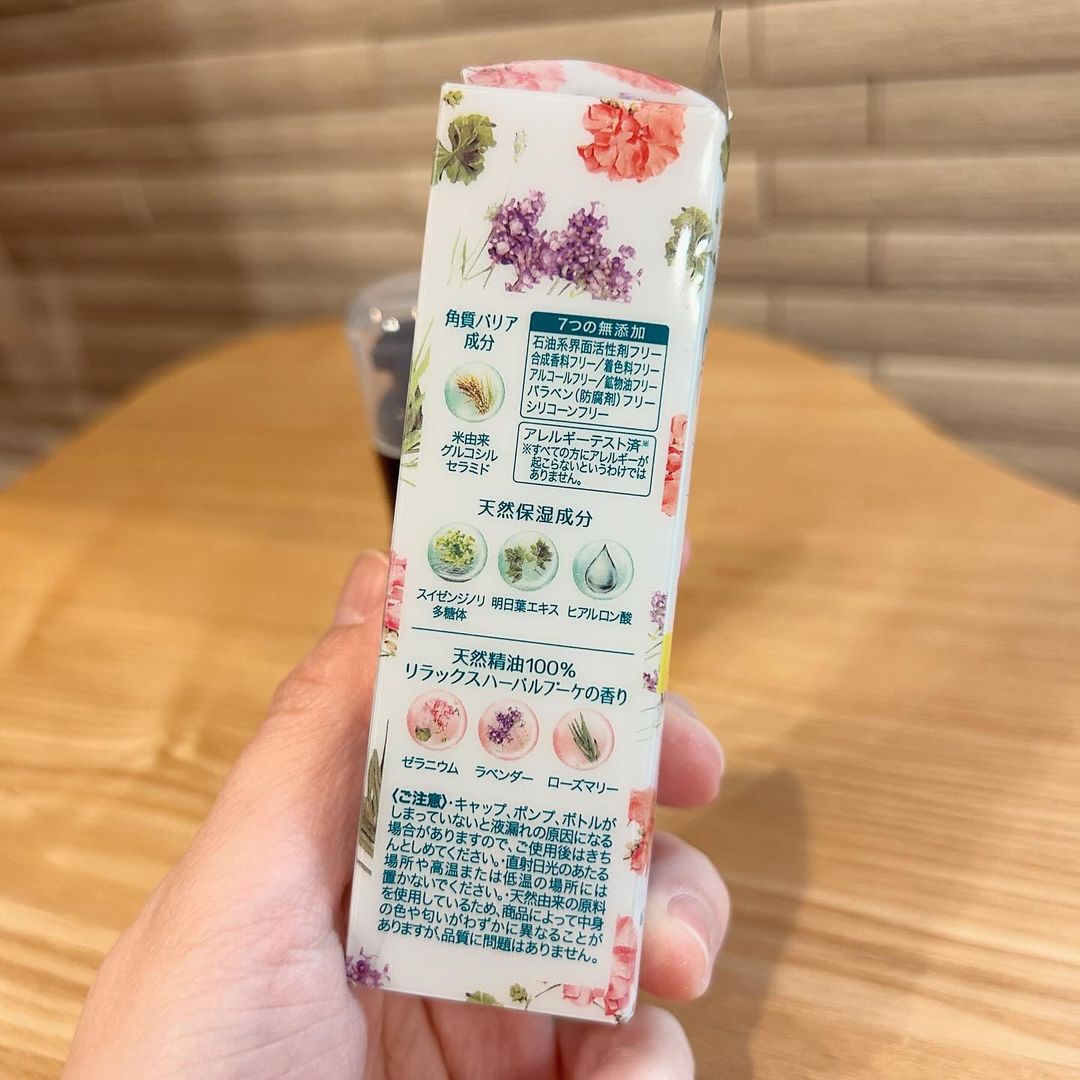 角質バリア
成分
米由来
グルコシル
セラミド
7つの無添加
石油系界面活性剤フリー
合成香料フリー/着色料フリー
アルコールフリー/鉱物油フリー
パラベン(防腐剤)フリー
シリコーンフリー
アレルギーテスト済※
※すべての方にアレルギーが
起こらないというわけでは
ありません。
天然保湿成分
スイゼンジノリ
多糖体
明日葉エキス
ヒアルロン酸
天然精油100%
リラックスハーバルブーケの香り
ゼラニウム
ラベンダー
ローズマリー
〈ご注意〉・キャップ、ポンプ、ボトルが
しまっていないと液漏れの原因になる
場合がありますので、ご使用後はきち
んとしめてください。・直射日光のあたる
場所や高温または低温の場所には
置かないでください。・天然由来の原料
を使用しているため、商品によって中身
の色や匂いがわずかに異なることが
ありますが、品質に問題はありません。